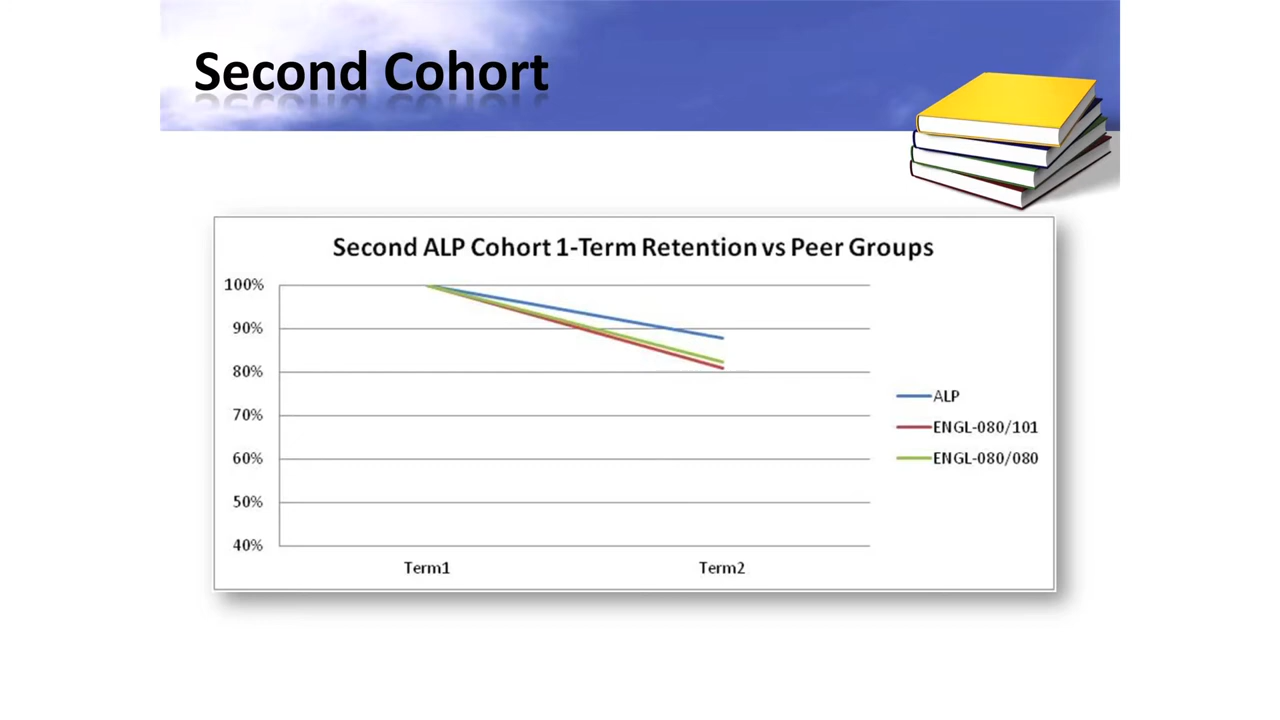 Second Cohort
Second ALP Cohort 1-Term Retention vs Peer Groups
100%
90%
80%
70%
60%
50%
40%
Term1
Term2
ALP
ENGL-080/101
ENGL-080/080